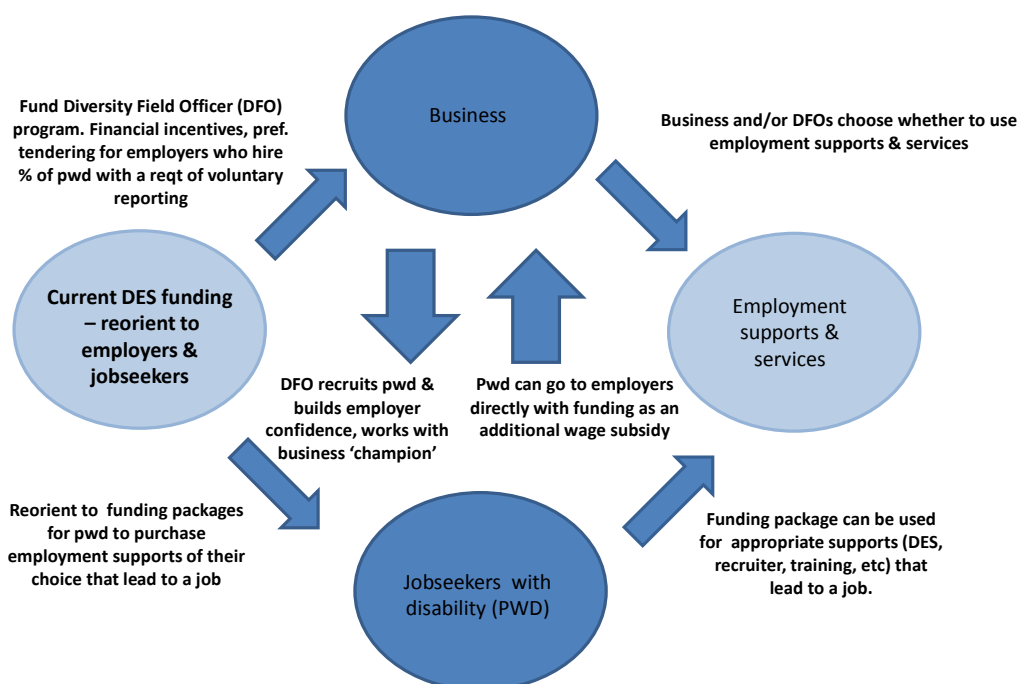 Business
Fund Diversity Field Officer (DFO)
program. Financial incentives, pref.
tendering for employers who hire
% of pwd with a reqt of voluntary
reporting
Business and/or DFOs choose whether to use
employment supports & services
Current DES funding
– reorient to
employers &
jobseekers
Employment
supports &
services
DFO recruits pwd &
builds employer
confidence, works with
business ‘champion’
Pwd can go to employers
directly with funding as an
additional wage subsidy
Reorient to  funding packages
for pwd to purchase
employment supports of their
choice that lead to a job
Jobseekers  with
disability (PWD)
Funding package can be used
for  appropriate supports (DES,
recruiter, training, etc) that
lead to a job.